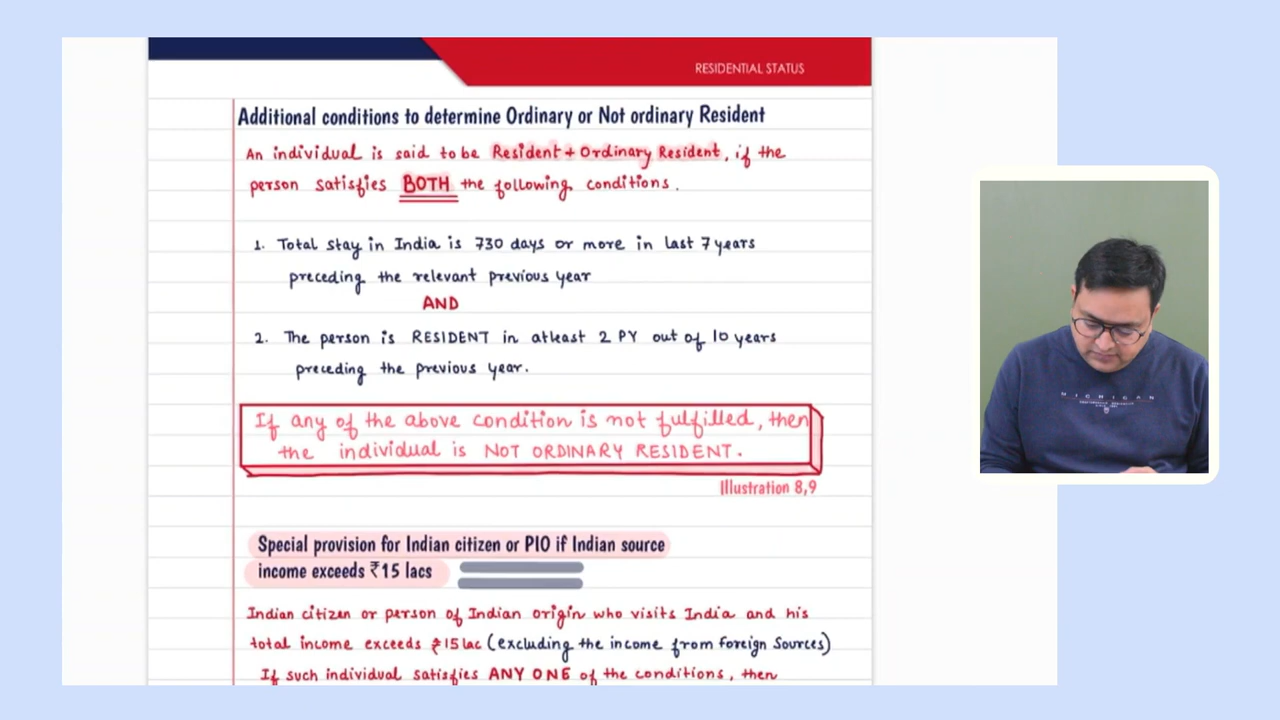 RESIDENTIAL STATUS
Additional conditions to determine Ordinary or Not ordinary Resident
An individual is said to be Resident + Ordinary Resident, if the
person satisfies BOTH the following conditions.
1. Total stay in India is 730 days or more in last 7 years
preceding the relevant previous year
AND
2. The person is RESIDENT in atleast 2 PY out of 10 years
preceding the previous year.
If any of the above condition is not fulfilled, then
the individual is NOT ORDINARY RESIDENT.
Illustration 8,9
Special provision for Indian citizen or PIO if Indian source
income exceeds ₹15 lacs
Indian citizen or person of Indian origin who visits India and his
total income exceeds ₹15 lac (excluding the income from Foreign Sources)
If such individual satisfies ANY ONE of the conditions, then
MICHIGAN